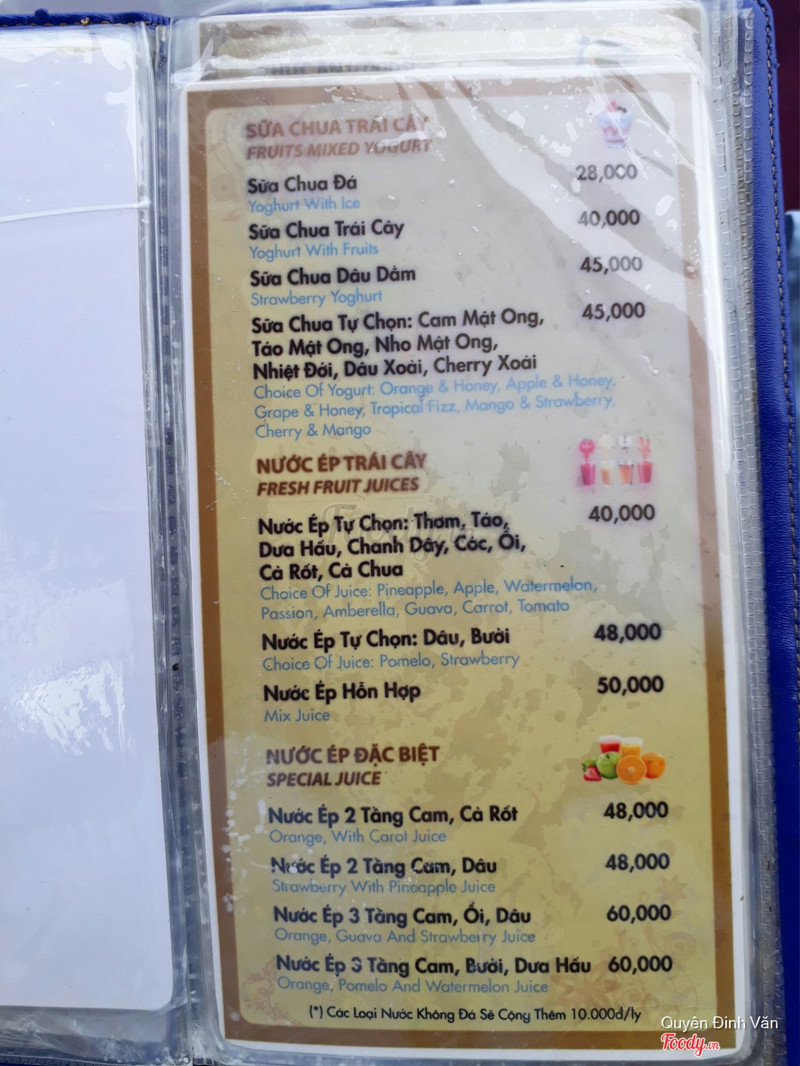 SỮA CHUA TRÁI CÂY
FRUITS MIXED YOGURT
Sữa Chua Đá 28,000
Yoghurt With Ice
Sữa Chua Trái Cây 40,000
Yoghurt With Fruits
Sữa Chua Dâu Dầm 45,000
Strawberry Yoghurt
Sữa Chua Tự Chọn: Cam Mật Ong, 45,000
Táo Mật Ong, Nho Mật Ong,
Nhiệt Đới, Dâu Xoài, Cherry Xoài
Choice Of Yogurt: Orange & Honey, Apple & Honey,
Grape & Honey, Tropical Fizz, Mango & Strawberry,
Cherry & Mango
NƯỚC ÉP TRÁI CÂY
FRESH FRUIT JUICES
Nước Ép Tự Chọn: Thơm, Táo, 40,000
Dưa Hấu, Chanh Dây, Cóc, Ổi,
Cà Rốt, Cà Chua
Choice Of Juice: Pineapple, Apple, Watermelon,
Passion, Amberella, Guava, Carrot, Tomato
Nước Ép Tự Chọn: Dâu, Bưởi 48,000
Choice Of Juice: Pomelo, Strawberry
Nước Ép Hỗn Hợp 50,000
Mix Juice
NƯỚC ÉP ĐẶC BIỆT
SPECIAL JUICE
Nước Ép 2 Tầng Cam, Cà Rốt 48,000
Orange, With Carot Juice
Nước Ép 2 Tầng Cam, Dâu 48,000
Strawberry With Pineapple Juice
Nước Ép 3 Tầng Cam, Ổi, Dâu 60,000
Orange, Guava And Strawberry Juice
Nước Ép 3 Tầng Cam, Bưởi, Dưa Hấu 60,000
Orange, Pomelo And Watermelon Juice
(*) Các Loại Nước Không Đá Sẽ Cộng Thêm 10.000đ/ly
Quyên Đinh Văn
Foody.vn